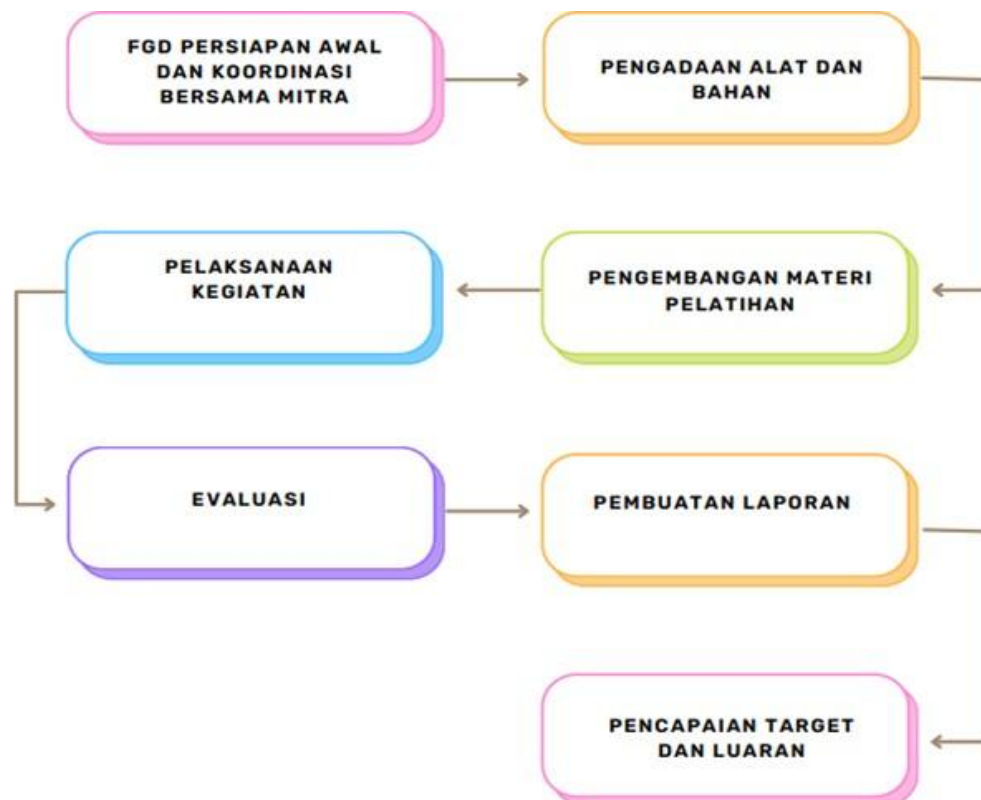 FGD PERSIAPAN AWAL
DAN KOORDINASI
BERSAMA MITRA
PENGADAAN ALAT DAN
BAHAN
PENGEMBANGAN MATERI
PELATIHAN
PELAKSANAAN
KEGIATAN
EVALUASI
PEMBUATAN LAPORAN
PENCAPAIAN TARGET
DAN LUARAN